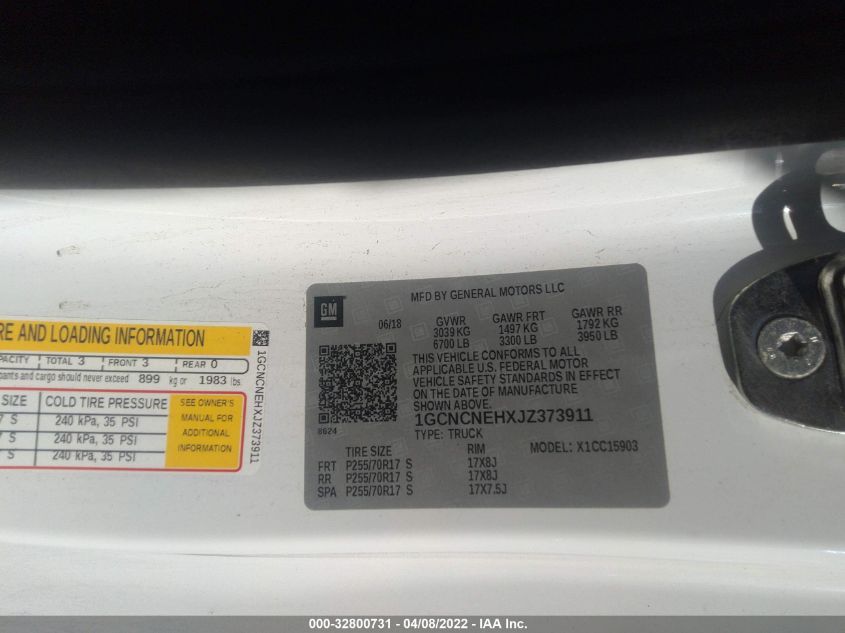 RE AND LOADING INFORMATION
PACITY TOTAL 3 FRONT 3 REAR 0
pants and cargo should never exceed 899 kg or 1983 lbs.
SIZE COLD TIRE PRESSURE
7 S 240 kPa, 35 PSI
7 S 240 kPa, 35 PSI
S 240 kPa, 35 PSI
SEE OWNER'S
MANUAL FOR
ADDITIONAL
INFORMATION
1GCNCNEHXJZ373911
GM
MFD BY GENERAL MOTORS LLC
06/18 GVWR GAWR FRT GAWR RR
3039 KG 1497 KG 1792 KG
6700 LB 3300 LB 3950 LB
THIS VEHICLE CONFORMS TO ALL
APPLICABLE U.S. FEDERAL MOTOR
VEHICLE SAFETY STANDARDS IN EFFECT
ON THE DATE OF MANUFACTURE
SHOWN ABOVE.
1GCNCNEHXJZ373911
8624
TYPE: TRUCK MODEL: X1CC15903
TIRE SIZE RIM
FRT P255/70R17 S 17X8J
RR P255/70R17 S 17X8J
SPA P255/70R17 S 17X7.5J
000-32800731 - 04/08/2022 - IAA Inc.